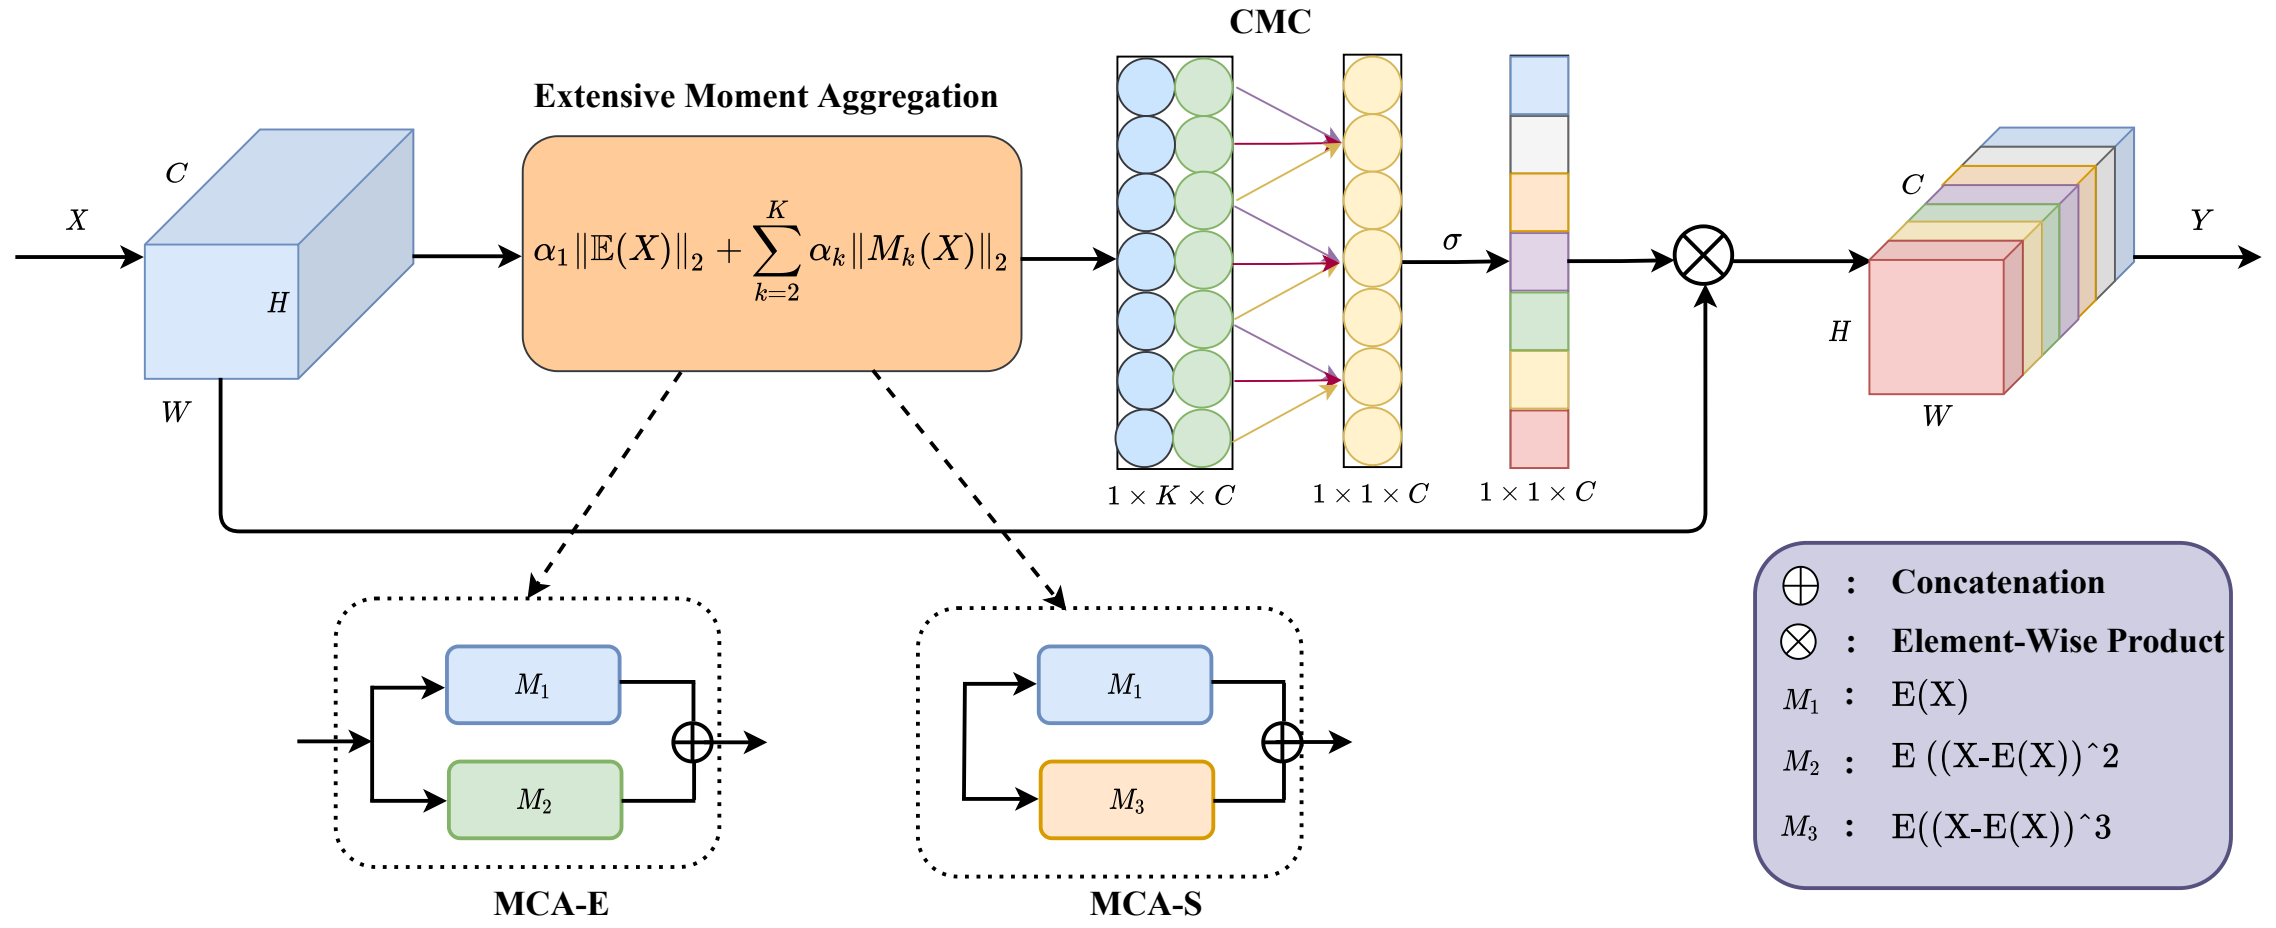 CMC
Extensive Moment Aggregation
X
C
H
W
α₁‖𝔼(X)‖₂ + ∑_{k=2}^{K} α_k‖M_k(X)‖₂
1 × K × C
1 × 1 × C
σ
1 × 1 × C
C
H
W
Y
M₁
M₂
MCA-E
M₁
M₃
MCA-S
⊕ : Concatenation
⊗ : Element-Wise Product
M₁ : E(X)
M₂ : E ((X-E(X))^2
M₃ : E((X-E(X))^3